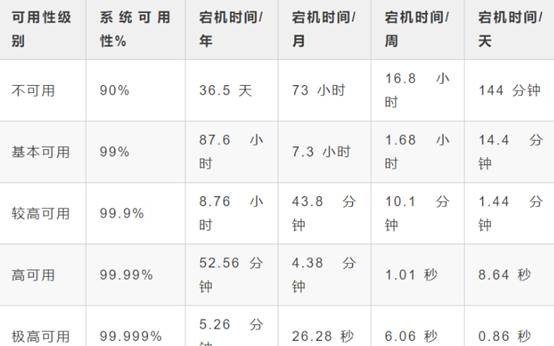 可用性级别 系统可用性% 宕机时间/年 宕机时间/月 宕机时间/周 宕机时间/天
不可用 90% 36.5 天 73 小时 16.8 小时 144 分钟
基本可用 99% 87.6 小时 7.3 小时 1.68 小时 14.4 分钟
较高可用 99.9% 8.76 小时 43.8 分钟 10.1 分钟 1.44 分钟
高可用 99.99% 52.56 分钟 4.38 分钟 1.01 秒 8.64 秒
极高可用 99.999% 5.26 分钟 26.28 秒 6.06 秒 0.86 秒